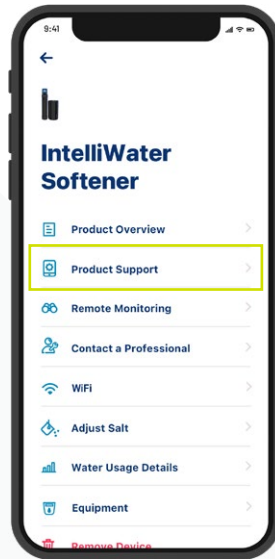 9:41
IntelliWater
Softener
Product Overview
Product Support
Remote Monitoring
Contact a Professional
WiFi
Adjust Salt
Water Usage Details
Equipment
Remove Device